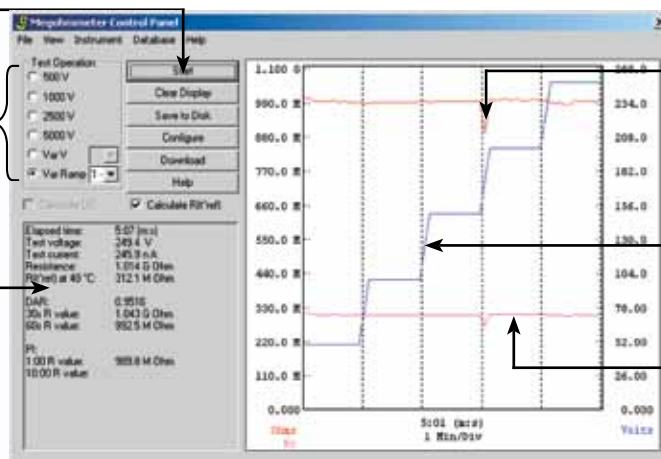 Megohmmeter Control Panel
File View Instrument Database Help
Test Operation
500 V
1000 V
2500 V
5000 V
Var V
Var Ramp 1
Start
Clear Display
Save to Disk
Configure
Download
Help
Calculate R(t°ref)
Elapsed time: 5:07 (m:s)
Test voltage: 249.4 V
Test current: 245.9 nA
Resistance: 1.014 G Ohm
R(t°ref) at 40 °C: 312.1 M Ohm
DAR: 0.9516
30s R value: 1.043 G Ohm
60s R value: 992.5 M Ohm
PI:
1:00 R value: 989.8 M Ohm
10:00 R value:
1.100 G
990.0 M
880.0 M
770.0 M
660.0 M
550.0 M
440.0 M
330.0 M
220.0 M
110.0 M
0.000
260.0
234.0
208.0
182.0
156.0
130.0
104.0
78.00
52.00
26.00
0.000
Ohms
5:01 (m:s)
1 Min/Div
Volts